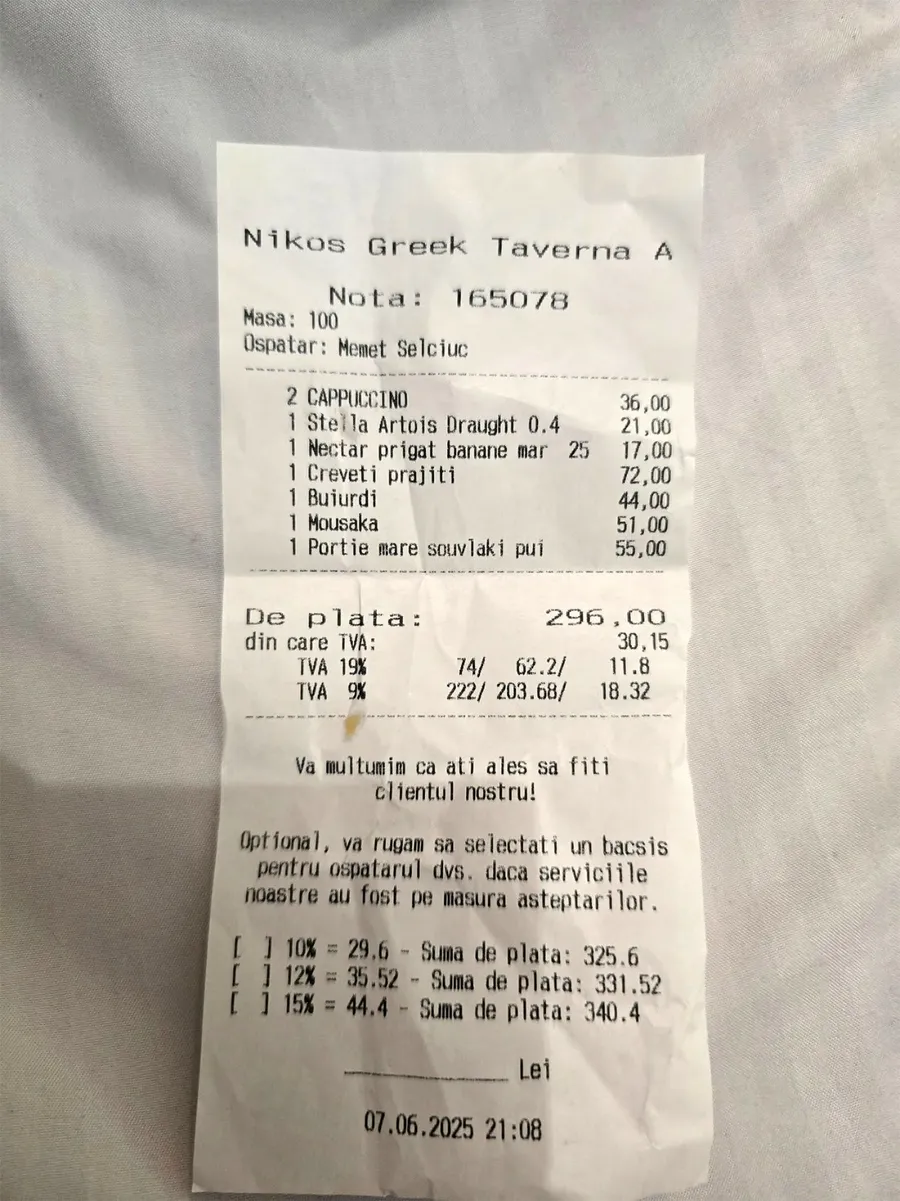 Nikos Greek Taverna A
Nota: 165078
Masa: 100
Ospatar: Memet Selciuc
2 CAPPUCCINO 36,00
1 Stella Artois Draught 0.4 21,00
1 Nectar prigat banane mar 25 17,00
1 Creveti prajiti 72,00
1 Buiurdi 44,00
1 Mousaka 51,00
1 Portie mare souvlaki pui 55,00
De plata: 296,00
din care TVA: 30,15
TVA 19% 74/ 62.2/ 11.8
TVA 9% 222/ 203.68/ 18.32
Va multumim ca ati ales sa fiti
clientul nostru!
Optional, va rugam sa selectati un bacsis
pentru ospatarul dvs. daca serviciile
noastre au fost pe masura asteptarilor.
[ ] 10% = 29.6 - Suma de plata: 325.6
[ ] 12% = 35.52 - Suma de plata: 331.52
[ ] 15% = 44.4 - Suma de plata: 340.4
_______________ Lei
07.06.2025 21:08